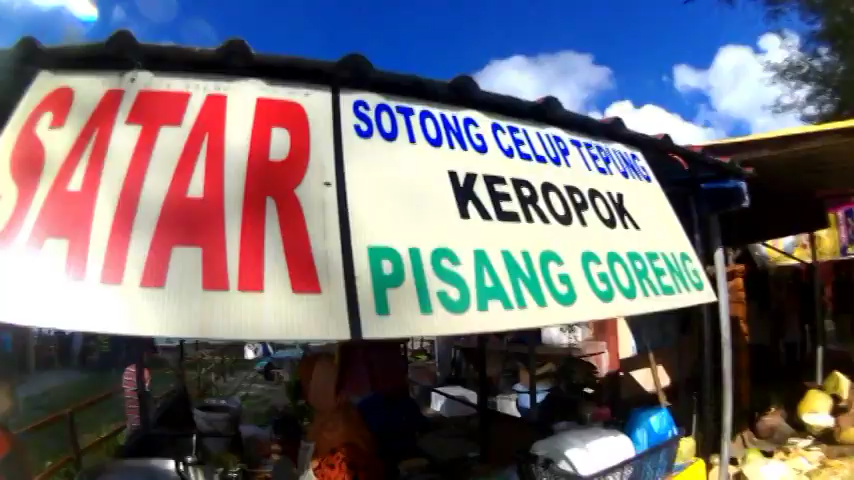 SATAR
SOTONG CELUP TEPUNG
KEROPOK
PISANG GORENG